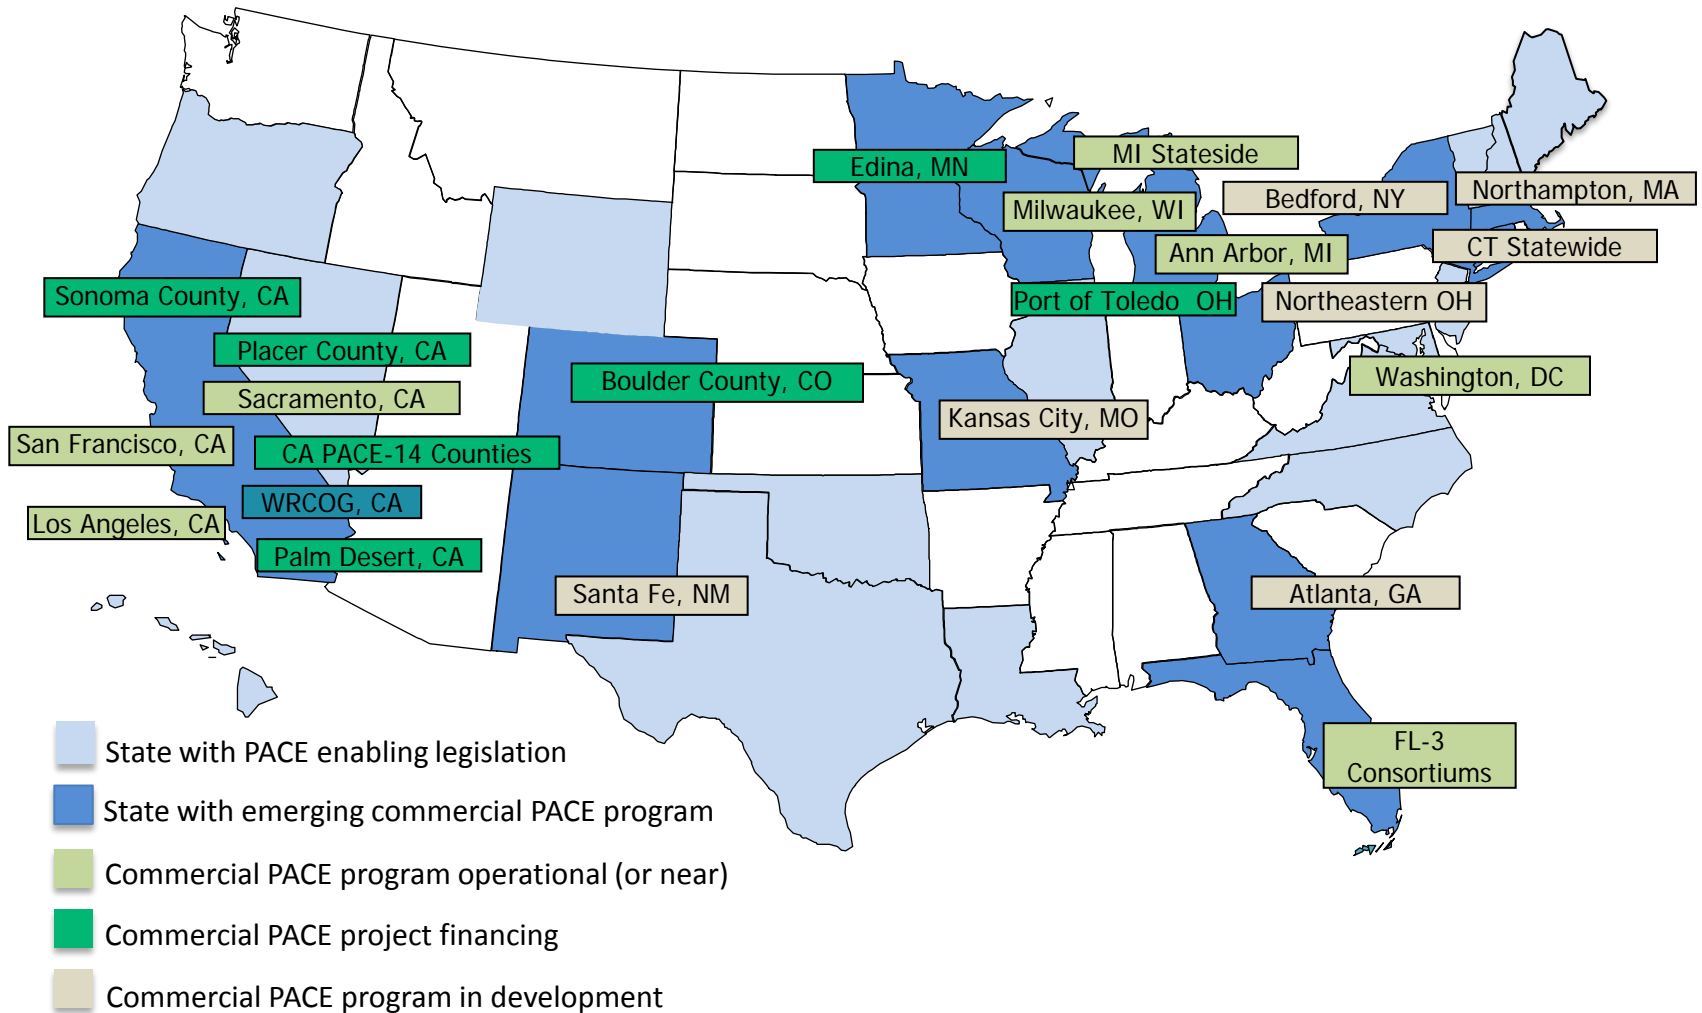 MI Stateside
Edina, MN
Bedford, NY
Northampton, MA
Milwaukee, WI
Ann Arbor, MI
CT Statewide
Sonoma County, CA
Port of Toledo OH
Northeastern OH
Placer County, CA
Boulder County, CO
Washington, DC
Sacramento, CA
Kansas City, MO
San Francisco, CA
CA PACE-14 Counties
WRCOG, CA
Los Angeles, CA
Palm Desert, CA
Santa Fe, NM
Atlanta, GA
FL-3
Consortiums
State with PACE enabling legislation
State with emerging commercial PACE program
Commercial PACE program operational (or near)
Commercial PACE project financing
Commercial PACE program in development